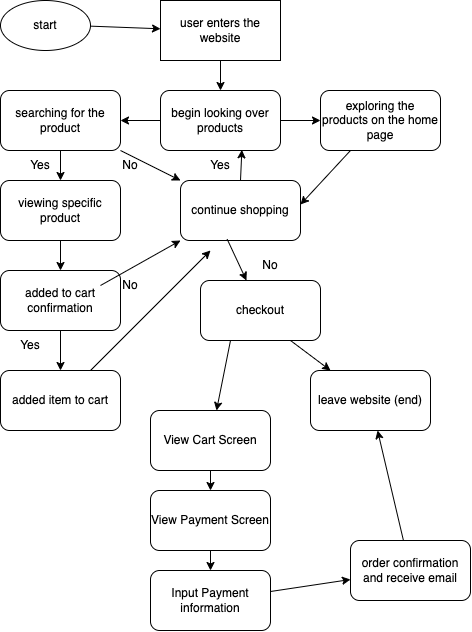 start
user enters the
website
searching for the
product
begin looking over
products
exploring the
products on the home
page
Yes
No
Yes
viewing specific
product
continue shopping
No
added to cart
confirmation
No
checkout
Yes
added item to cart
leave website (end)
View Cart Screen
View Payment Screen
order confirmation
and receive email
Input Payment
information